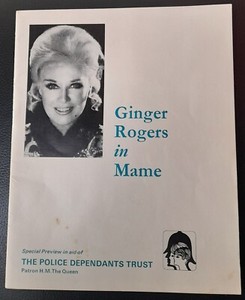 Ginger
Rogers
in
Mame
Special Preview in aid of
THE POLICE DEPENDANTS TRUST
Patron H.M. The Queen